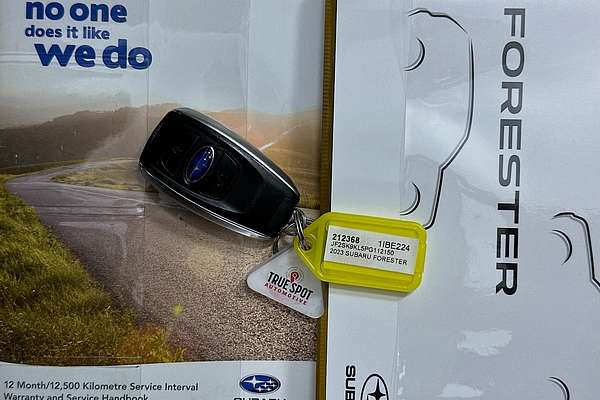 no one
does it like
we do
FORESTER
212368 1IBE224
JF2SK9KL5PG112150
2023 SUBARU FORESTER
TRUE SPOT
AUTOMOTIVE
12 Month/12,500 Kilometre Service Interval
Warranty and Service Handbook
SUBARU